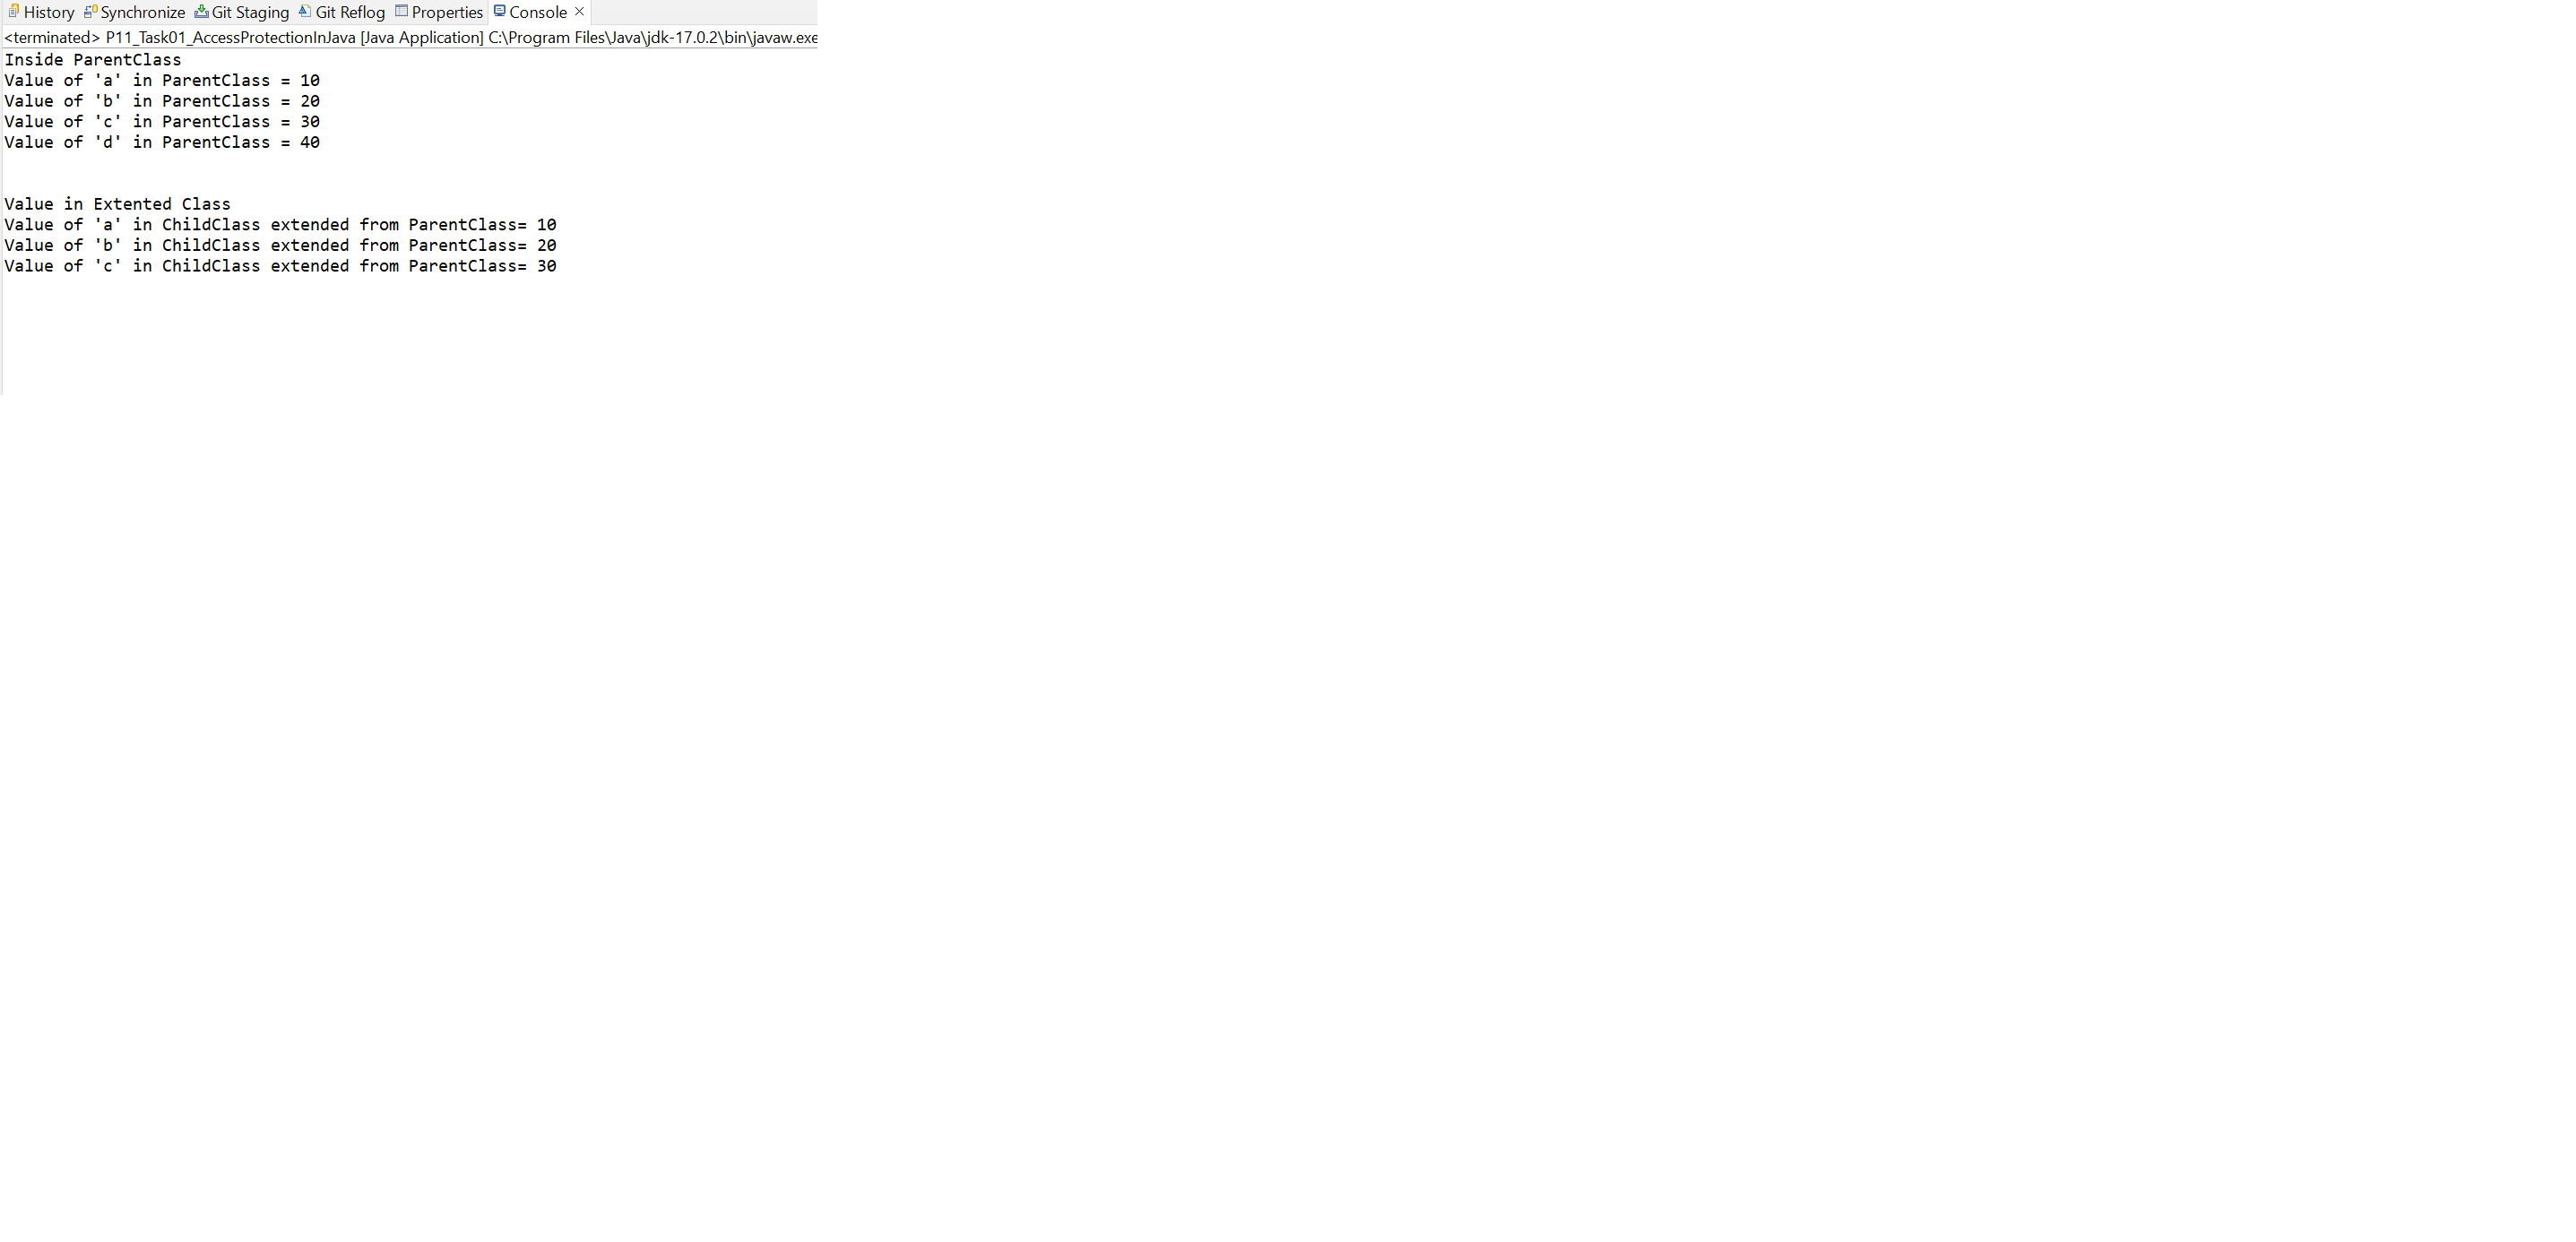 History Synchronize Git Staging Git Reflog Properties Console
<terminated> P11_Task01_AccessProtectionInJava [Java Application] C:\Program Files\Java\jdk-17.0.2\bin\javaw.exe
Inside ParentClass
Value of 'a' in ParentClass = 10
Value of 'b' in ParentClass = 20
Value of 'c' in ParentClass = 30
Value of 'd' in ParentClass = 40
Value in Extented Class
Value of 'a' in ChildClass extended from ParentClass= 10
Value of 'b' in ChildClass extended from ParentClass= 20
Value of 'c' in ChildClass extended from ParentClass= 30